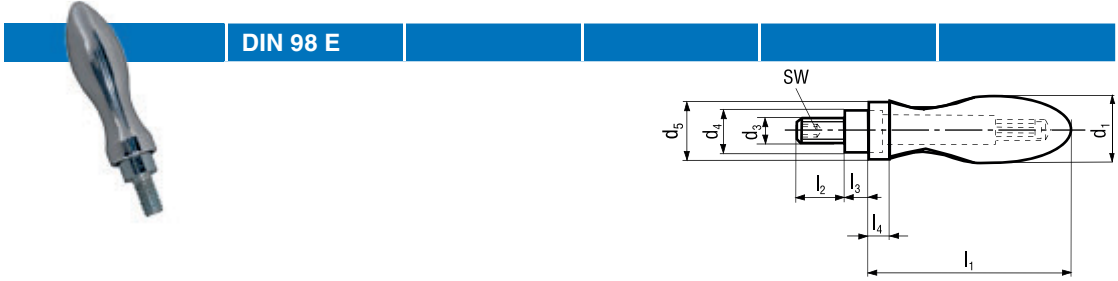 DIN 98 E
SW
d₅ d₄ d₃ d₁
l₂ l₃
l₄
l₁